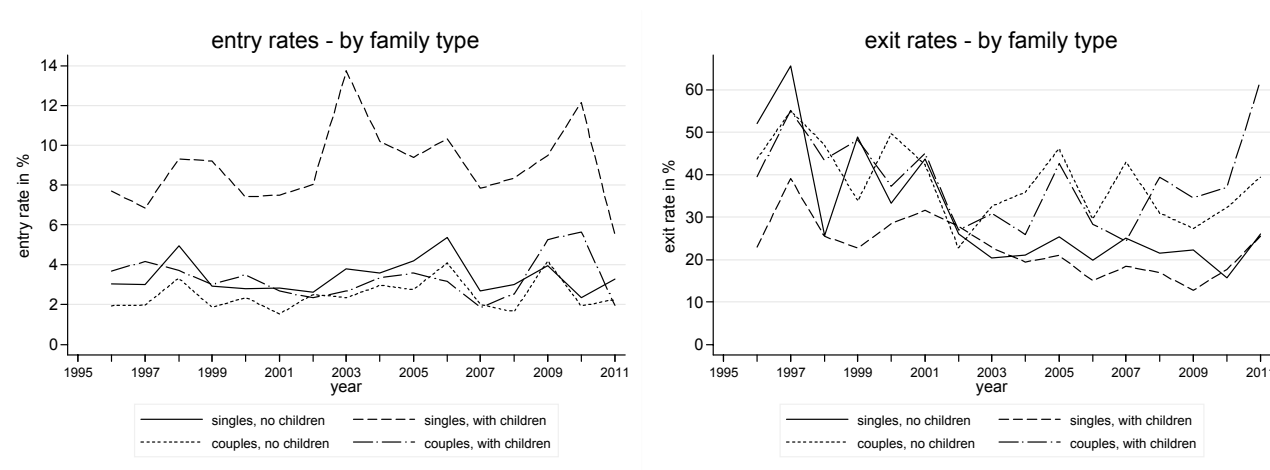 entry rates - by family type
14
12
10
8
6
4
2
0
entry rate in %
1995 1997 1999 2001 2003 2005 2007 2009 2011
year
singles, no children singles, with children
couples, no children couples, with children
exit rates - by family type
60
50
40
30
20
10
0
exit rate in %
1995 1997 1999 2001 2003 2005 2007 2009 2011
year
singles, no children singles, with children
couples, no children couples, with children